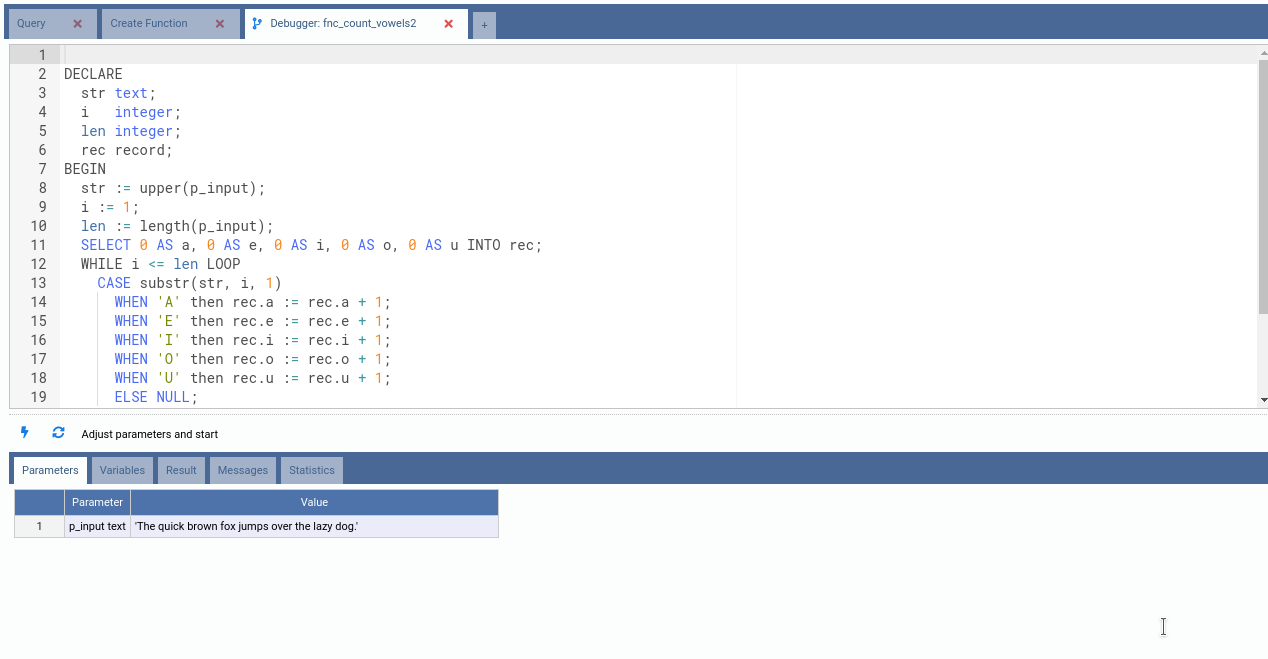 Query Create Function Debugger: fnc_count_vowels2 +
1
2 DECLARE
3   str text;
4   i   integer;
5   len integer;
6   rec record;
7 BEGIN
8   str := upper(p_input);
9   i := 1;
10   len := length(p_input);
11   SELECT 0 AS a, 0 AS e, 0 AS i, 0 AS o, 0 AS u INTO rec;
12   WHILE i <= len LOOP
13     CASE substr(str, i, 1)
14       WHEN 'A' then rec.a := rec.a + 1;
15       WHEN 'E' then rec.e := rec.e + 1;
16       WHEN 'I' then rec.i := rec.i + 1;
17       WHEN 'O' then rec.o := rec.o + 1;
18       WHEN 'U' then rec.u := rec.u + 1;
19       ELSE NULL;
Adjust parameters and start
Parameters Variables Result Messages Statistics
Parameter Value
1 p_input text 'The quick brown fox jumps over the lazy dog.'